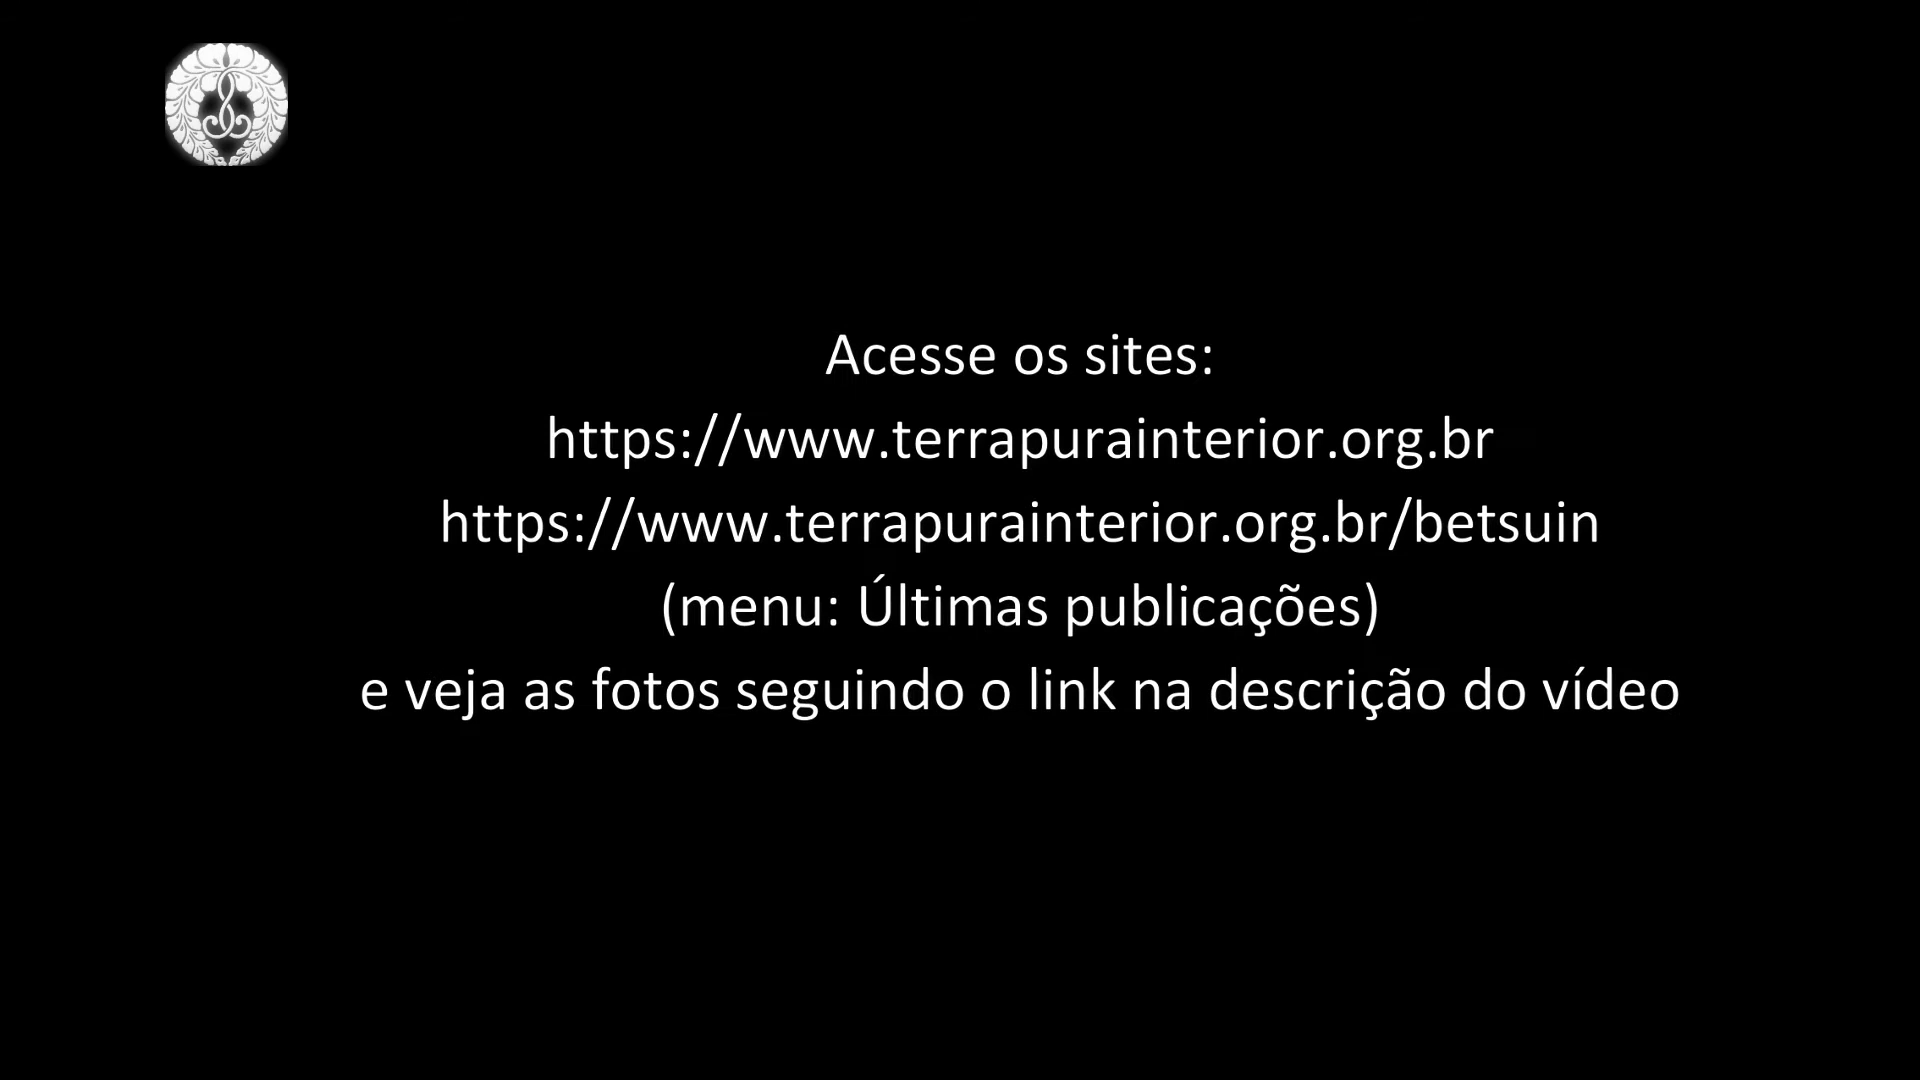 Acesse os sites:
https://www.terrapurainterior.org.br
https://www.terrapurainterior.org.br/betsuin
(menu: Últimas publicações)
e veja as fotos seguindo o link na descrição do vídeo